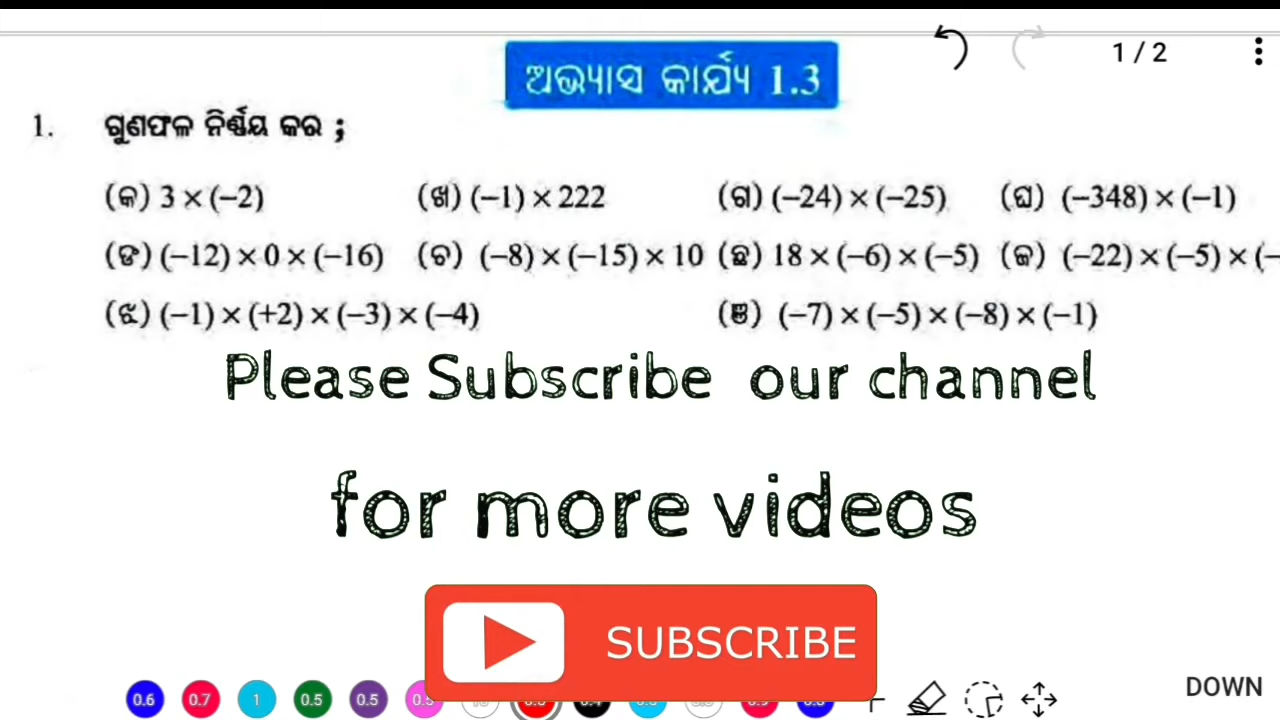 1 / 2
ଅଭ୍ୟାସ କାର୍ଯ୍ୟ 1.3
1. ଗୁଣଫଳ ନିର୍ଣ୍ଣୟ କର ;
(କ) 3 × (–2) (ଖ) (–1) × 222 (ଗ) (–24) × (–25) (ଘ) (–348) × (–1)
(ଙ) (–12) × 0 × (–16) (ଚ) (–8) × (–15) × 10 (ଛ) 18 × (–6) × (–5) (ଜ) (–22) × (–5) × (–
(ଝ) (–1) × (+2) × (–3) × (–4) (ଞ) (–7) × (–5) × (–8) × (–1)
Please Subscribe our channel
for more videos
SUBSCRIBE
DOWN
0.6 0.7 1 0.5 0.5